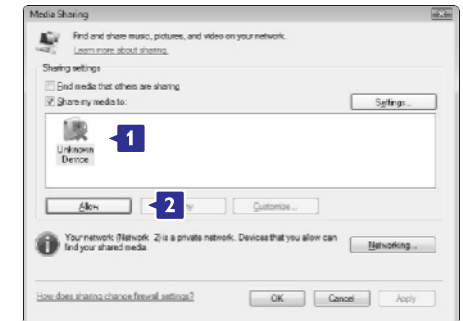 Media Sharing
Find and share music, pictures, and video on your network.
Learn more about sharing.
Sharing settings
Find media that others are sharing
Share my media to:
Settings...
Unknown
Device
1
Allow
2
Customize...
Your network (Network 2) is a private network. Devices that you allow can
find your shared media.
Networking...
How does sharing change firewall settings?
OK
Cancel
Apply